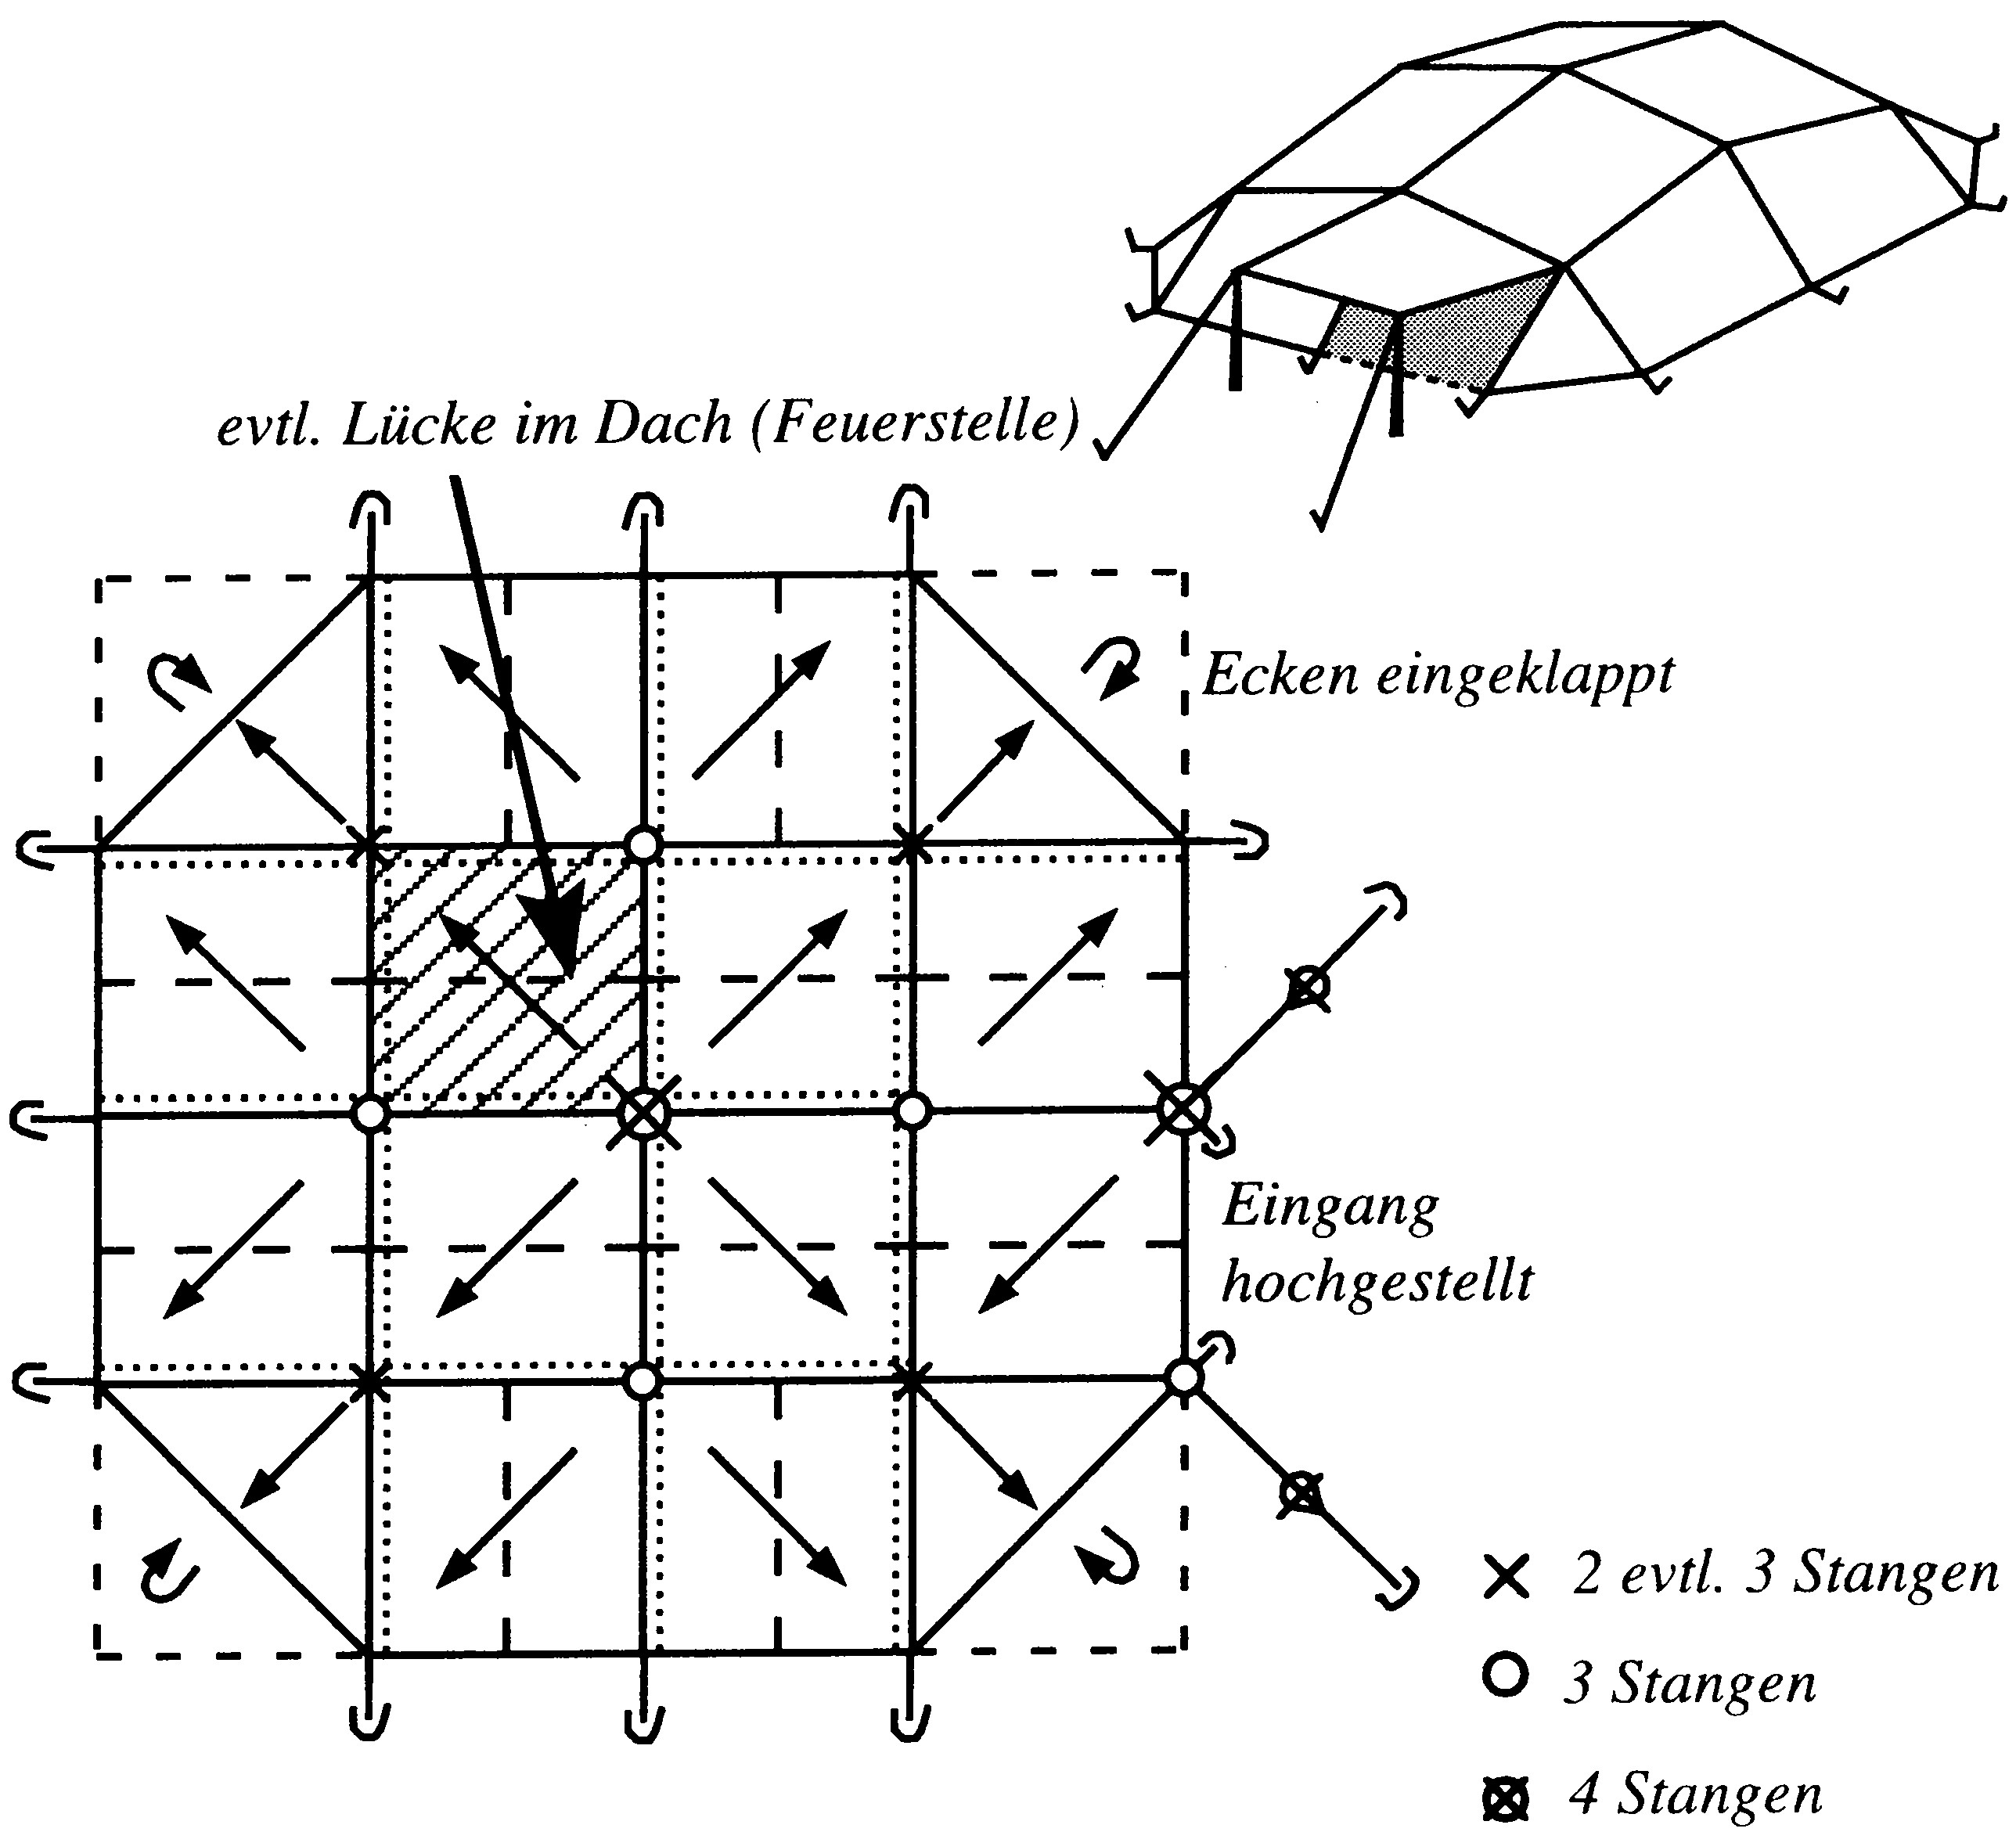 evtl. Lücke im Dach (Feuerstelle)
Ecken eingeklappt
Eingang
hochgestellt
2 evtl. 3 Stangen
3 Stangen
4 Stangen